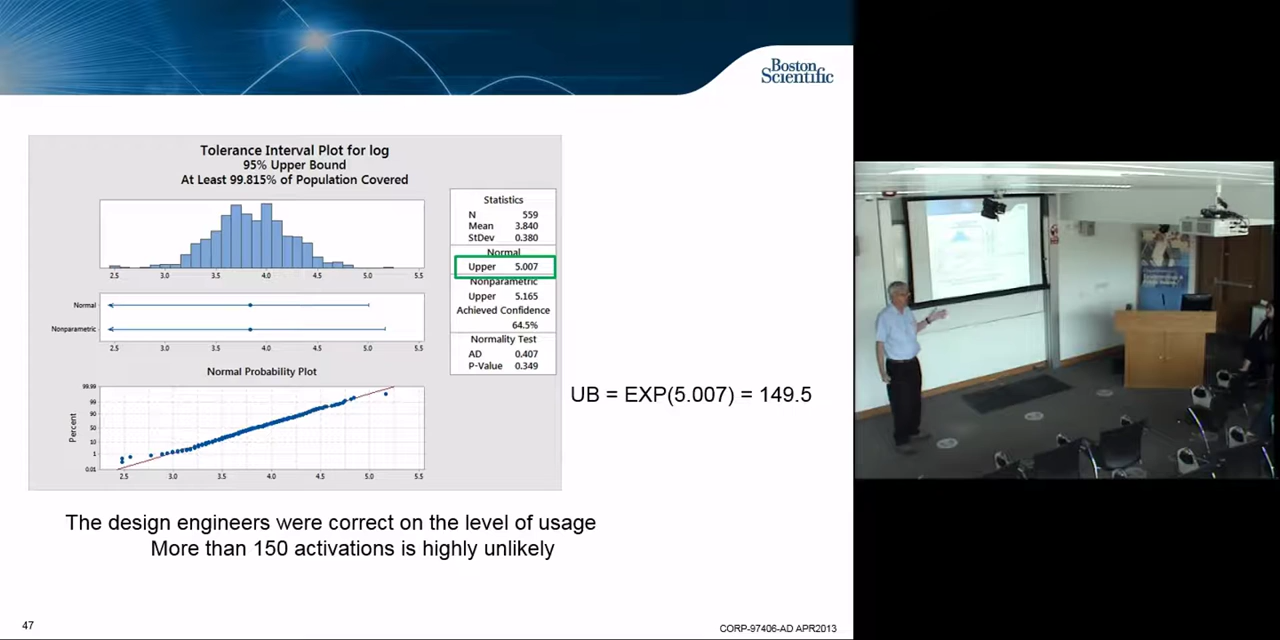 Boston
Scientific
Tolerance Interval Plot for log
95% Upper Bound
At Least 99.815% of Population Covered
2.5 3.0 3.5 4.0 4.5 5.0 5.5
Normal
Nonparametric
2.5 3.0 3.5 4.0 4.5 5.0 5.5
Normal Probability Plot
Percent
99.99
99
90
50
10
1
0.01
2.5 3.0 3.5 4.0 4.5 5.0 5.5
Statistics
N 559
Mean 3.840
StDev 0.380
Normal
Upper 5.007
Nonparametric
Upper 5.165
Achieved Confidence
64.5%
Normality Test
AD 0.407
P-Value 0.349
UB = EXP(5.007) = 149.5
The design engineers were correct on the level of usage
More than 150 activations is highly unlikely
47
CORP-97406-AD APR2013